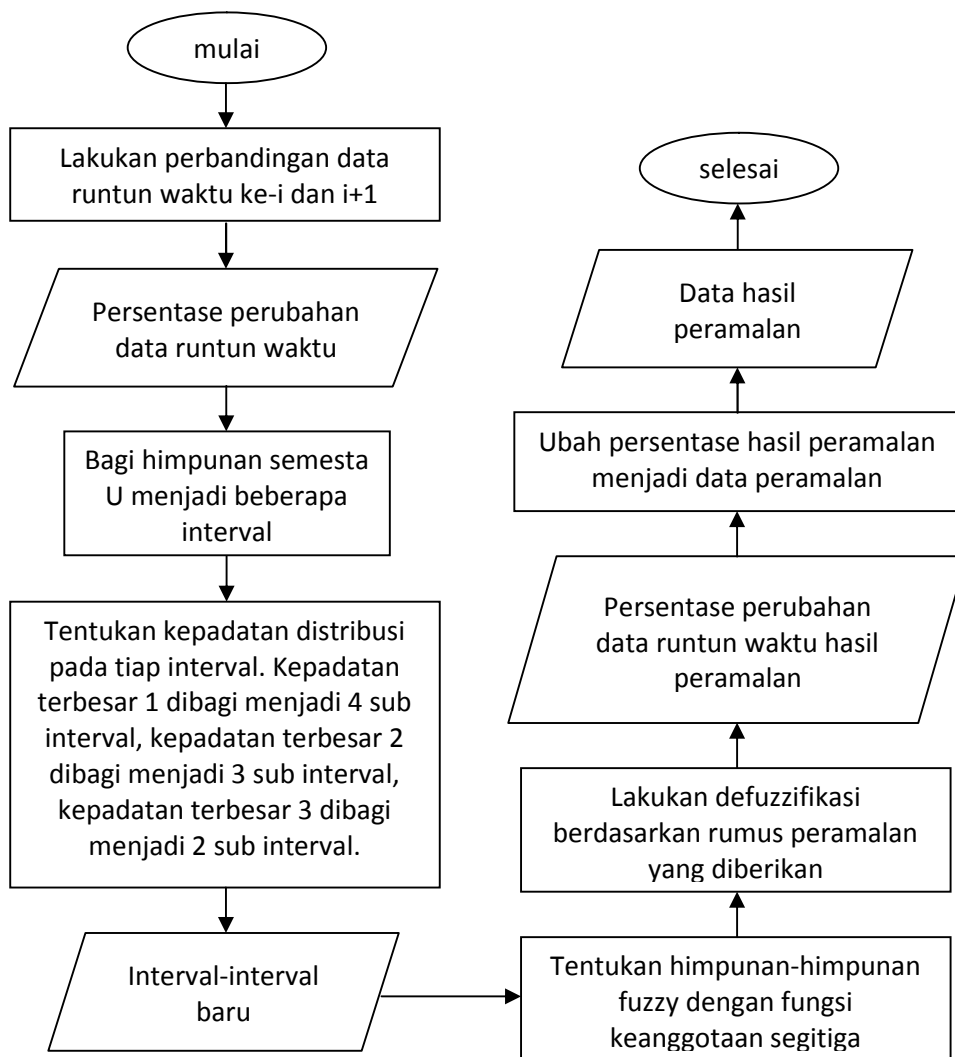 mulai
Lakukan perbandingan data
runtun waktu ke-i dan i+1
Persentase perubahan
data runtun waktu
Bagi himpunan semesta
U menjadi beberapa
interval
Tentukan kepadatan distribusi
pada tiap interval. Kepadatan
terbesar 1 dibagi menjadi 4 sub
interval, kepadatan terbesar 2
dibagi menjadi 3 sub interval,
kepadatan terbesar 3 dibagi
menjadi 2 sub interval.
Interval-interval
baru
Tentukan himpunan-himpunan
fuzzy dengan fungsi
keanggotaan segitiga
Lakukan defuzzifikasi
berdasarkan rumus peramalan
yang diberikan
Persentase perubahan
data runtun waktu hasil
peramalan
Ubah persentase hasil peramalan
menjadi data peramalan
Data hasil
peramalan
selesai